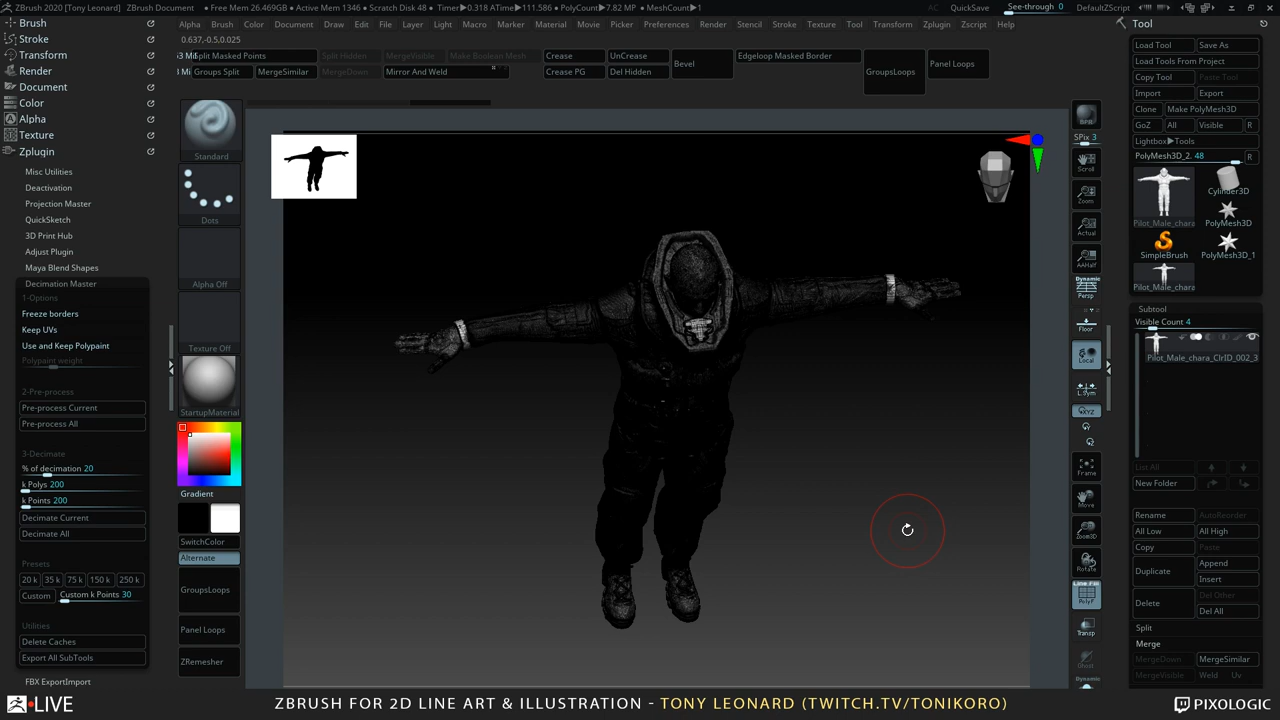 ZBrush 2020 [Tony Leonard] ZBrush Document • Free Mem 26.469GB • Active Mem 1346 • Scratch Disk 48 • Timer▶0.318 ATime▶111.586 • PolyCount▶7.82 MP • MeshCount▶1
AC QuickSave See-through 0 DefaultZScript
Brush
Stroke
Transform
Render
Document
Color
Alpha
Texture
Zplugin
Misc Utilities
Deactivation
Projection Master
QuickSketch
3D Print Hub
Adjust Plugin
Maya Blend Shapes
Decimation Master
1-Options
Freeze borders
Keep UVs
Use and Keep Polypaint
Polypaint weight
2-Pre-process
Pre-process Current
Pre-process All
3-Decimate
% of decimation 20
k Polys 200
k Points 200
Decimate Current
Decimate All
Presets
20 k 35 k 75 k 150 k 250 k
Custom Custom k Points 30
Utilities
Delete Caches
Export All SubTools
FBX ExportImport
Alpha Brush Color Document Draw Edit File Layer Light Macro Marker Material Movie Picker Preferences Render Stencil Stroke Texture Tool Transform Zplugin Zscript Help
0.637,-0.5,0.025
Split Masked Points Split Hidden MergeVisible Make Boolean Mesh Crease UnCrease Bevel Edgeloop Masked Border GroupsLoops Panel Loops
Groups Split MergeSimilar MergeDown Mirror And Weld Crease PG Del Hidden
Standard
Dots
Alpha Off
Texture Off
StartupMaterial
Gradient
SwitchColor
Alternate
GroupsLoops
Panel Loops
ZRemesher
BPR
SPix 3
Scroll
Zoom
Actual
AAHalf
Dynamic
Persp
Floor
Local
L.Sym
XYZ
Frame
Move
Zoom3D
Rotate
Line Fill
PolyF
Transp
Ghost
Dynamic
Tool
Load Tool Save As
Load Tools From Project
Copy Tool Paste Tool
Import Export
Clone Make PolyMesh3D
GoZ All Visible R
Lightbox▶Tools
PolyMesh3D_2. 48 R
Pilot_Male_chara Cylinder3D
PolyMesh3D
SimpleBrush PolyMesh3D_1
Pilot_Male_chara
Subtool
Visible Count 4
Pilot_Male_chara_ClrID_002_3
List All
New Folder
Rename AutoReorder
All Low All High
Copy Paste
Duplicate Append
Insert
Delete Del Other
Del All
Split
Merge
MergeDown MergeSimilar
MergeVisible Weld Uv
LIVE
ZBRUSH FOR 2D LINE ART & ILLUSTRATION - TONY LEONARD (TWITCH.TV/TONIKORO)
PIXOLOGIC